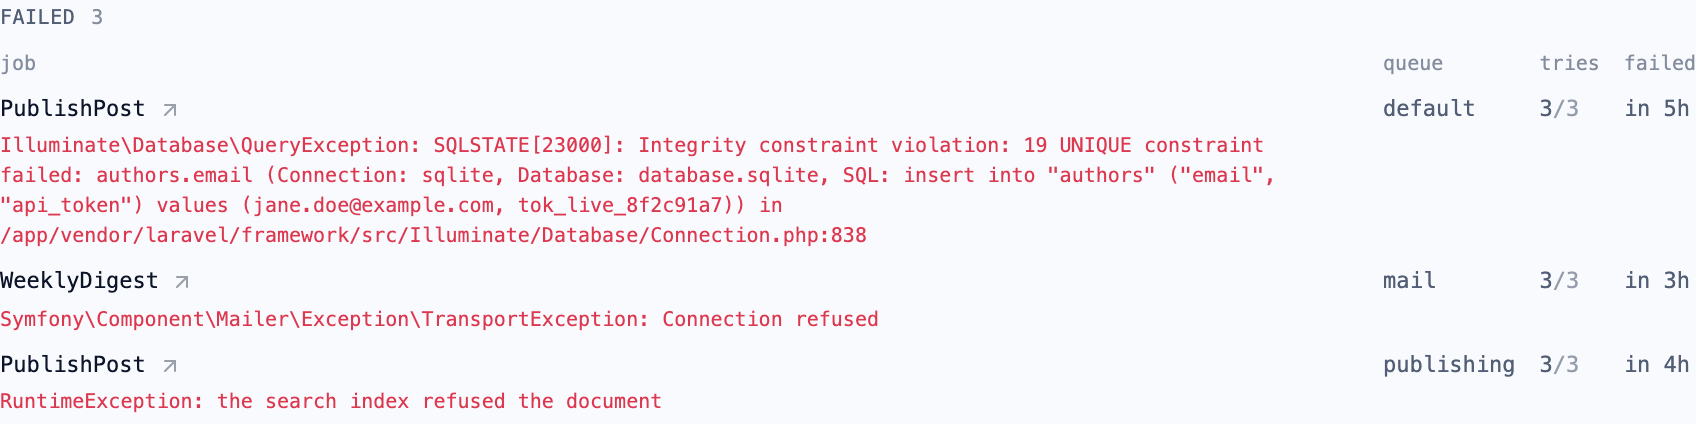 FAILED 3
job queue tries failed
PublishPost ↗ default 3/3 in 5h
Illuminate\Database\QueryException: SQLSTATE[23000]: Integrity constraint violation: 19 UNIQUE constraint
failed: authors.email (Connection: sqlite, Database: database.sqlite, SQL: insert into "authors" ("email",
"api_token") values (jane.doe@example.com, tok_live_8f2c91a7)) in
/app/vendor/laravel/framework/src/Illuminate/Database/Connection.php:838
WeeklyDigest ↗ mail 3/3 in 3h
Symfony\Component\Mailer\Exception\TransportException: Connection refused
PublishPost ↗ publishing 3/3 in 4h
RuntimeException: the search index refused the document